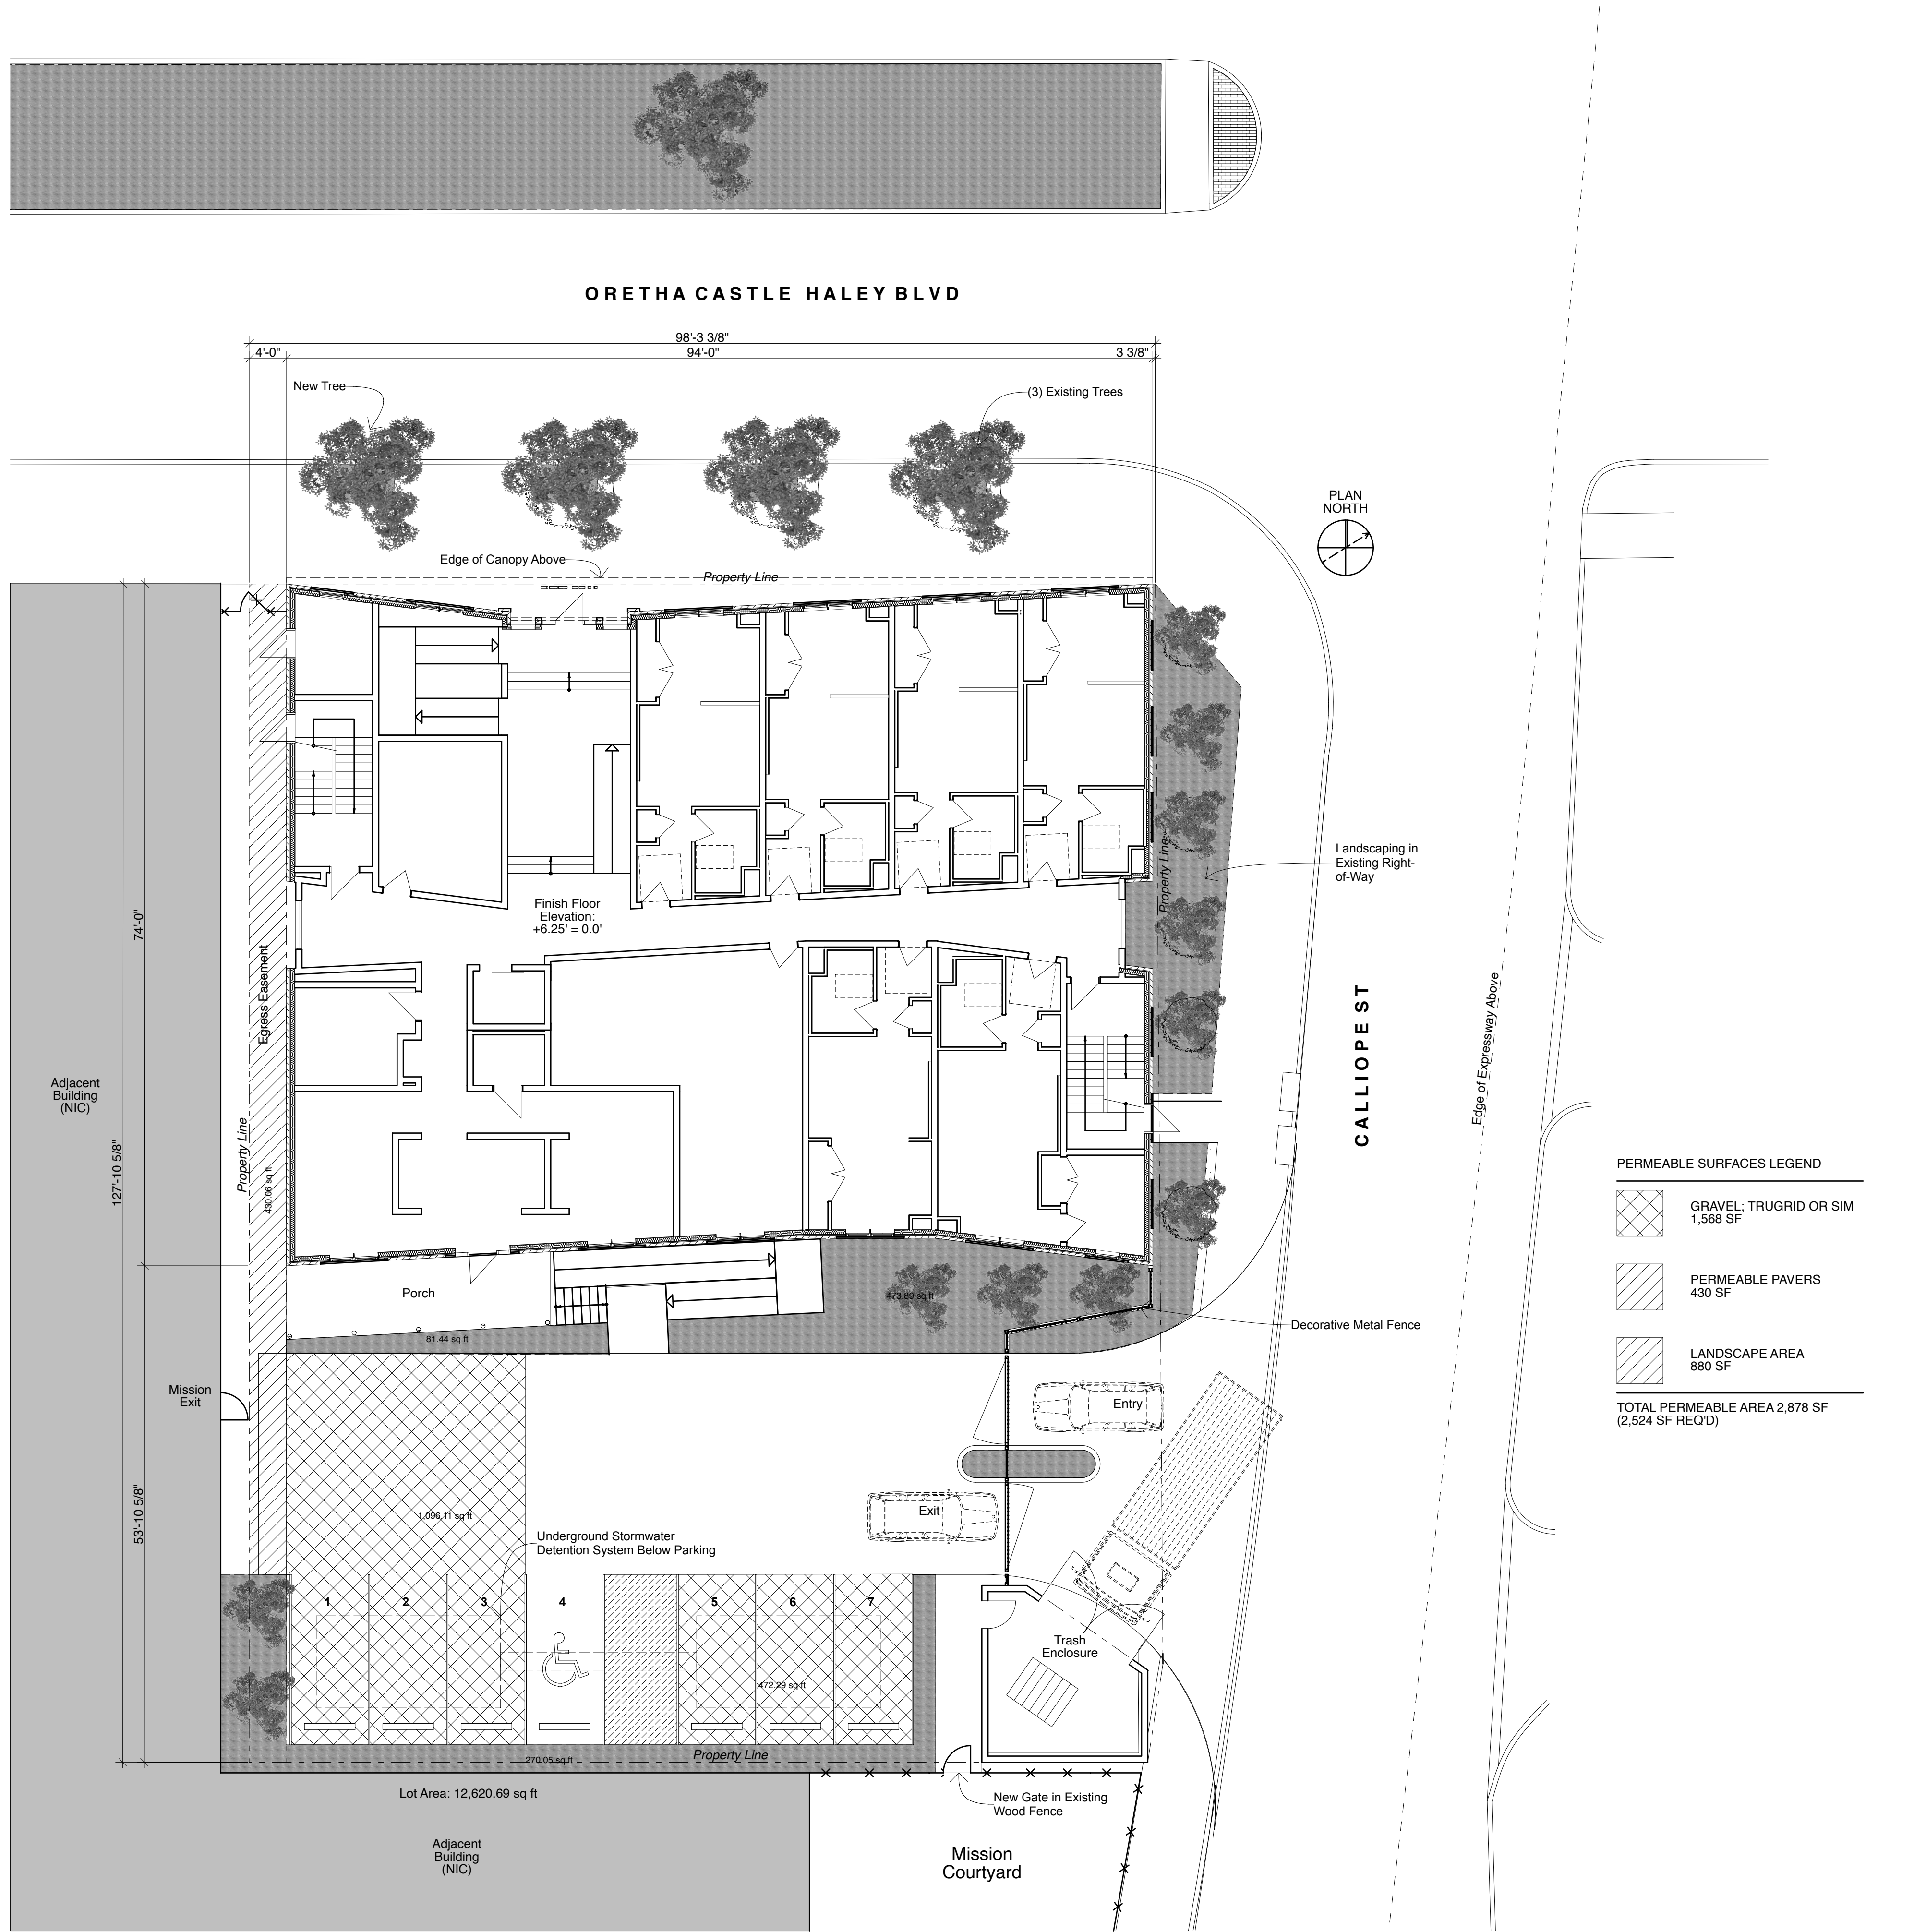 ORETHA CASTLE HALEY BLVD
98'-3 3/8"
4'-0"
94'-0"
3 3/8"
New Tree
(3) Existing Trees
PLAN
NORTH
Edge of Canopy Above
Property Line
Landscaping in
Existing Right-
of-Way
Property Line
Finish Floor
Elevation:
+6.25' = 0.0'
74'-0"
Egress Easement
Edge of Expressway Above
CALLIOPE ST
Adjacent
Building
(NIC)
127'-10 5/8"
Property Line
430.06 sq ft
PERMEABLE SURFACES LEGEND
GRAVEL; TRUGRID OR SIM
1,568 SF
PERMEABLE PAVERS
430 SF
LANDSCAPE AREA
880 SF
TOTAL PERMEABLE AREA 2,878 SF
(2,524 SF REQ'D)
Porch
473.89 sq ft
Decorative Metal Fence
81.44 sq ft
Mission
Exit
Entry
53'-10 5/8"
1,096.11 sq ft
Exit
Underground Stormwater
Detention System Below Parking
1
2
3
4
5
6
7
Trash
Enclosure
472.29 sq ft
270.05 sq ft
Property Line
Lot Area: 12,620.69 sq ft
New Gate in Existing
Wood Fence
Adjacent
Building
(NIC)
Mission
Courtyard